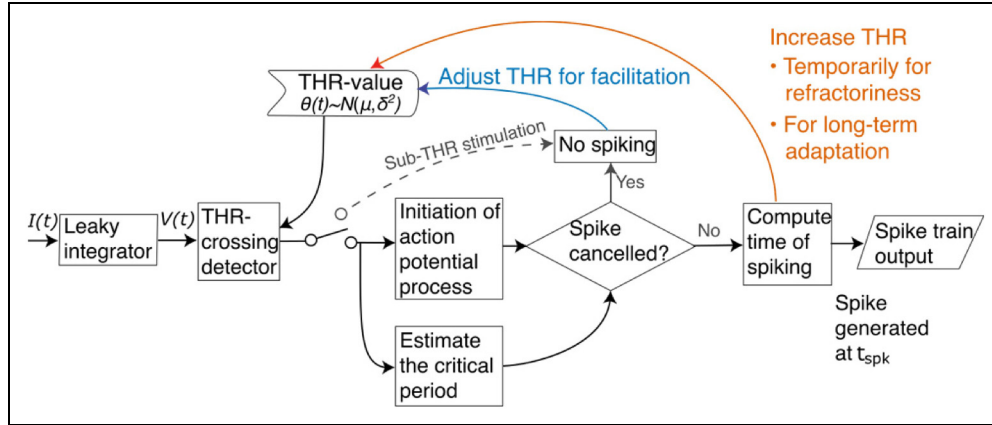 Increase THR
• Temporarily for
refractoriness
• For long-term
adaptation
THR-value
θ(t)~N(μ,δ²)
Adjust THR for facilitation
Sub-THR stimulation
No spiking
Yes
I(t)
Leaky
integrator
V(t)
THR-
crossing
detector
Initiation of
action
potential
process
Spike
cancelled?
No
Compute
time of
spiking
Spike train
output
Estimate
the critical
period
Spike
generated
at tspk